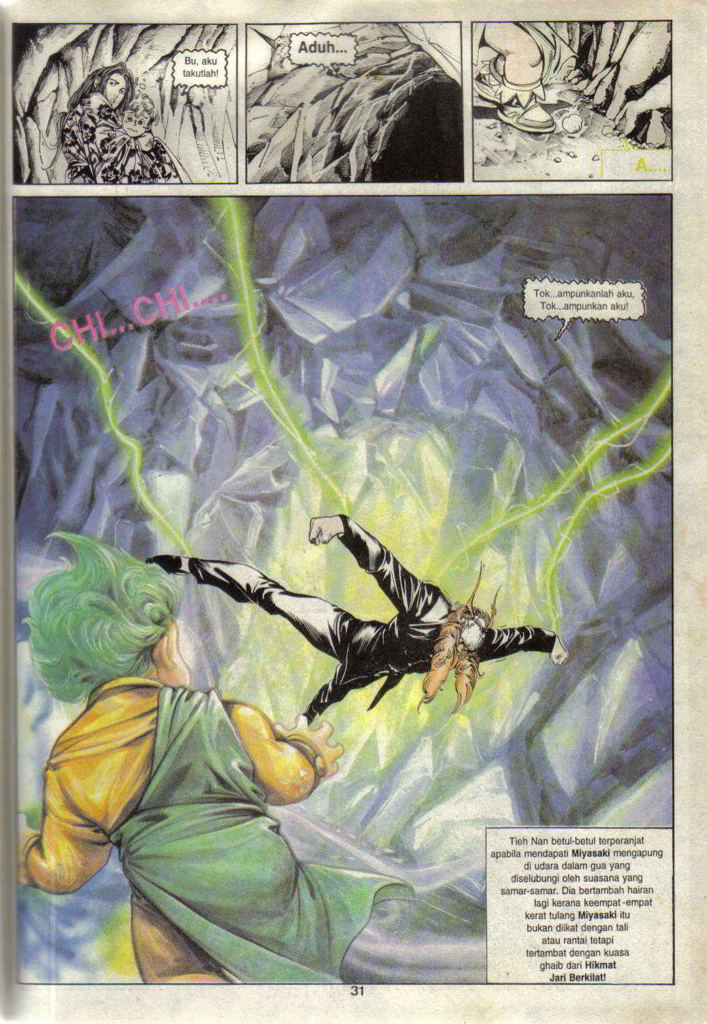 Bu, aku
takutlah!
Aduh...
A....
CHI...CHI.....
Tok...ampunkanlah aku,
Tok...ampunkan aku!
Tieh Nan betul-betul terperanjat
apabila mendapati Miyasaki mengapung
di udara dalam gua yang
diselubungi oleh suasana yang
samar-samar. Dia bertambah hairan
lagi kerana keempat-empat
kerat tulang Miyasaki itu
bukan diikat dengan tali
atau rantai tetapi
tertambat dengan kuasa
ghaib dari Hikmat
Jari Berkilat!
31